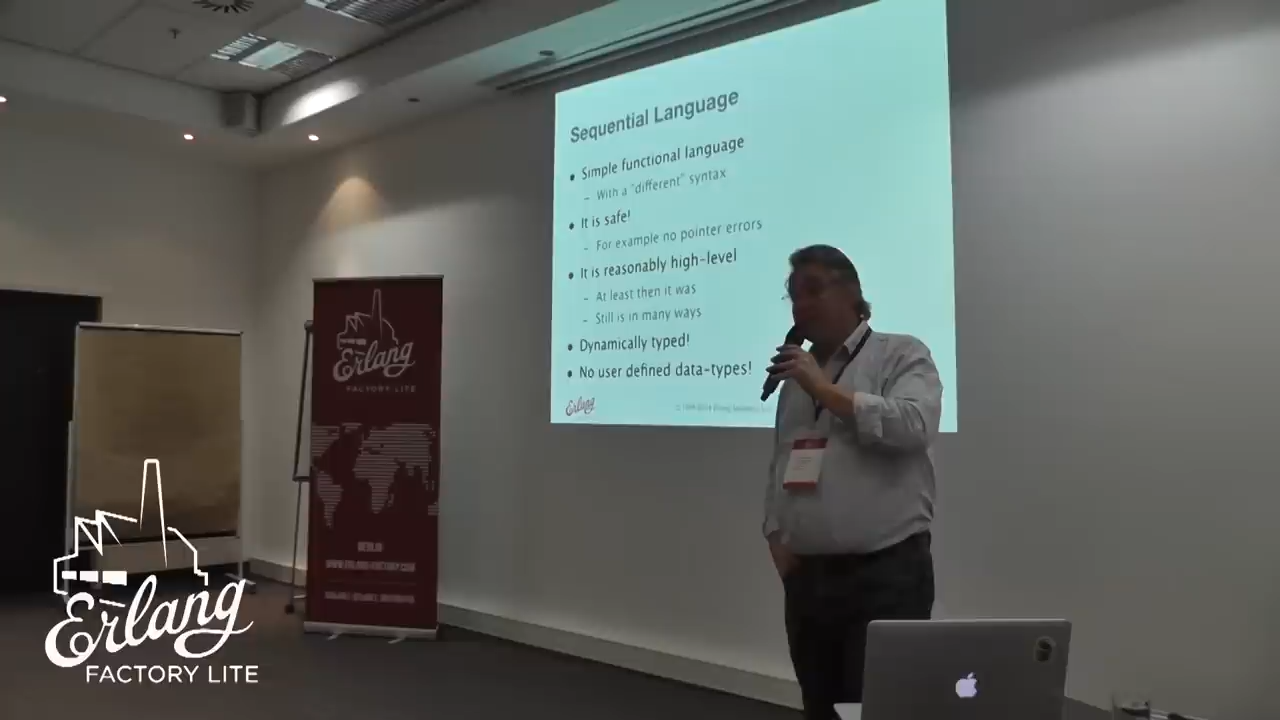 Sequential Language
• Simple functional language
– With a "different" syntax
• It is safe!
– For example no pointer errors
• It is reasonably high-level
– At least then it was
– Still is in many ways
• Dynamically typed!
• No user defined data-types!
Erlang
Erlang
FACTORY LITE
BERLIN
WWW.ERLANG-FACTORY.COM
Erlang
FACTORY LITE